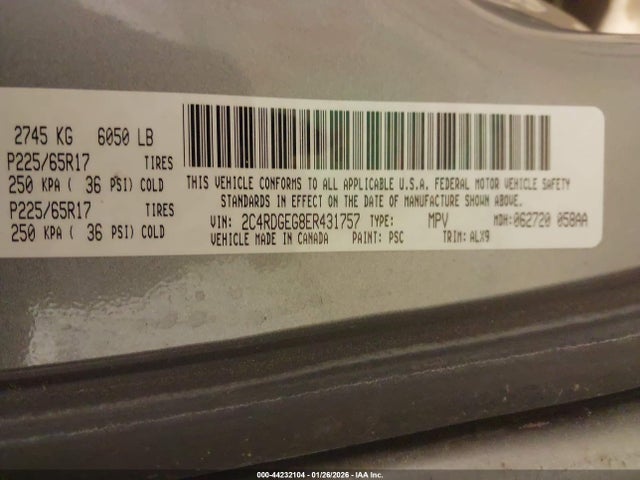 2745 KG 6050 LB
P225/65R17 TIRES
250 KPA ( 36 PSI) COLD
P225/65R17 TIRES
250 KPA ( 36 PSI) COLD
THIS VEHICLE CONFORMS TO ALL APPLICABLE U.S.A. FEDERAL MOTOR VEHICLE SAFETY
STANDARDS IN EFFECT ON THE DATE OF MANUFACTURE SHOWN ABOVE.
VIN: 2C4RDGEG8ER431757 TYPE: MPV MDH: 062720 058AA
VEHICLE MADE IN CANADA PAINT: PSC TRIM: ALX9
000-44232104 - 01/26/2026 - IAA Inc.